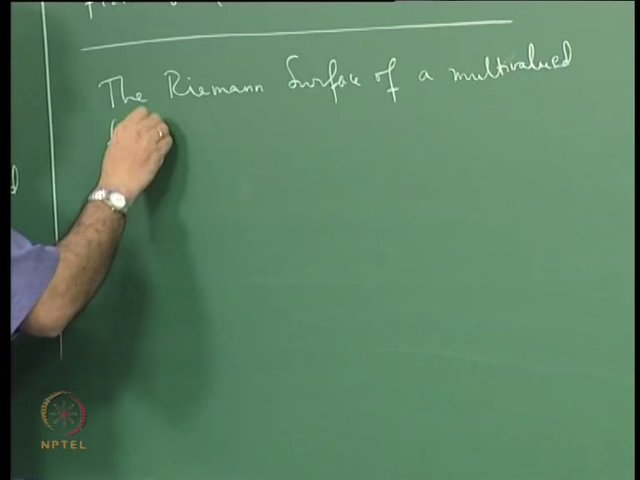 The Riemann Surface of a multivalued
NPTEL